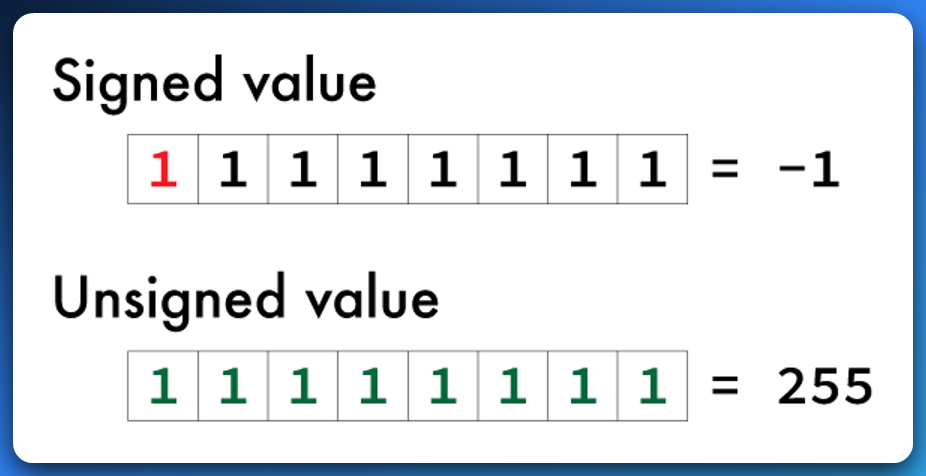 Signed value
1 1 1 1 1 1 1 1 = −1
Unsigned value
1 1 1 1 1 1 1 1 = 255